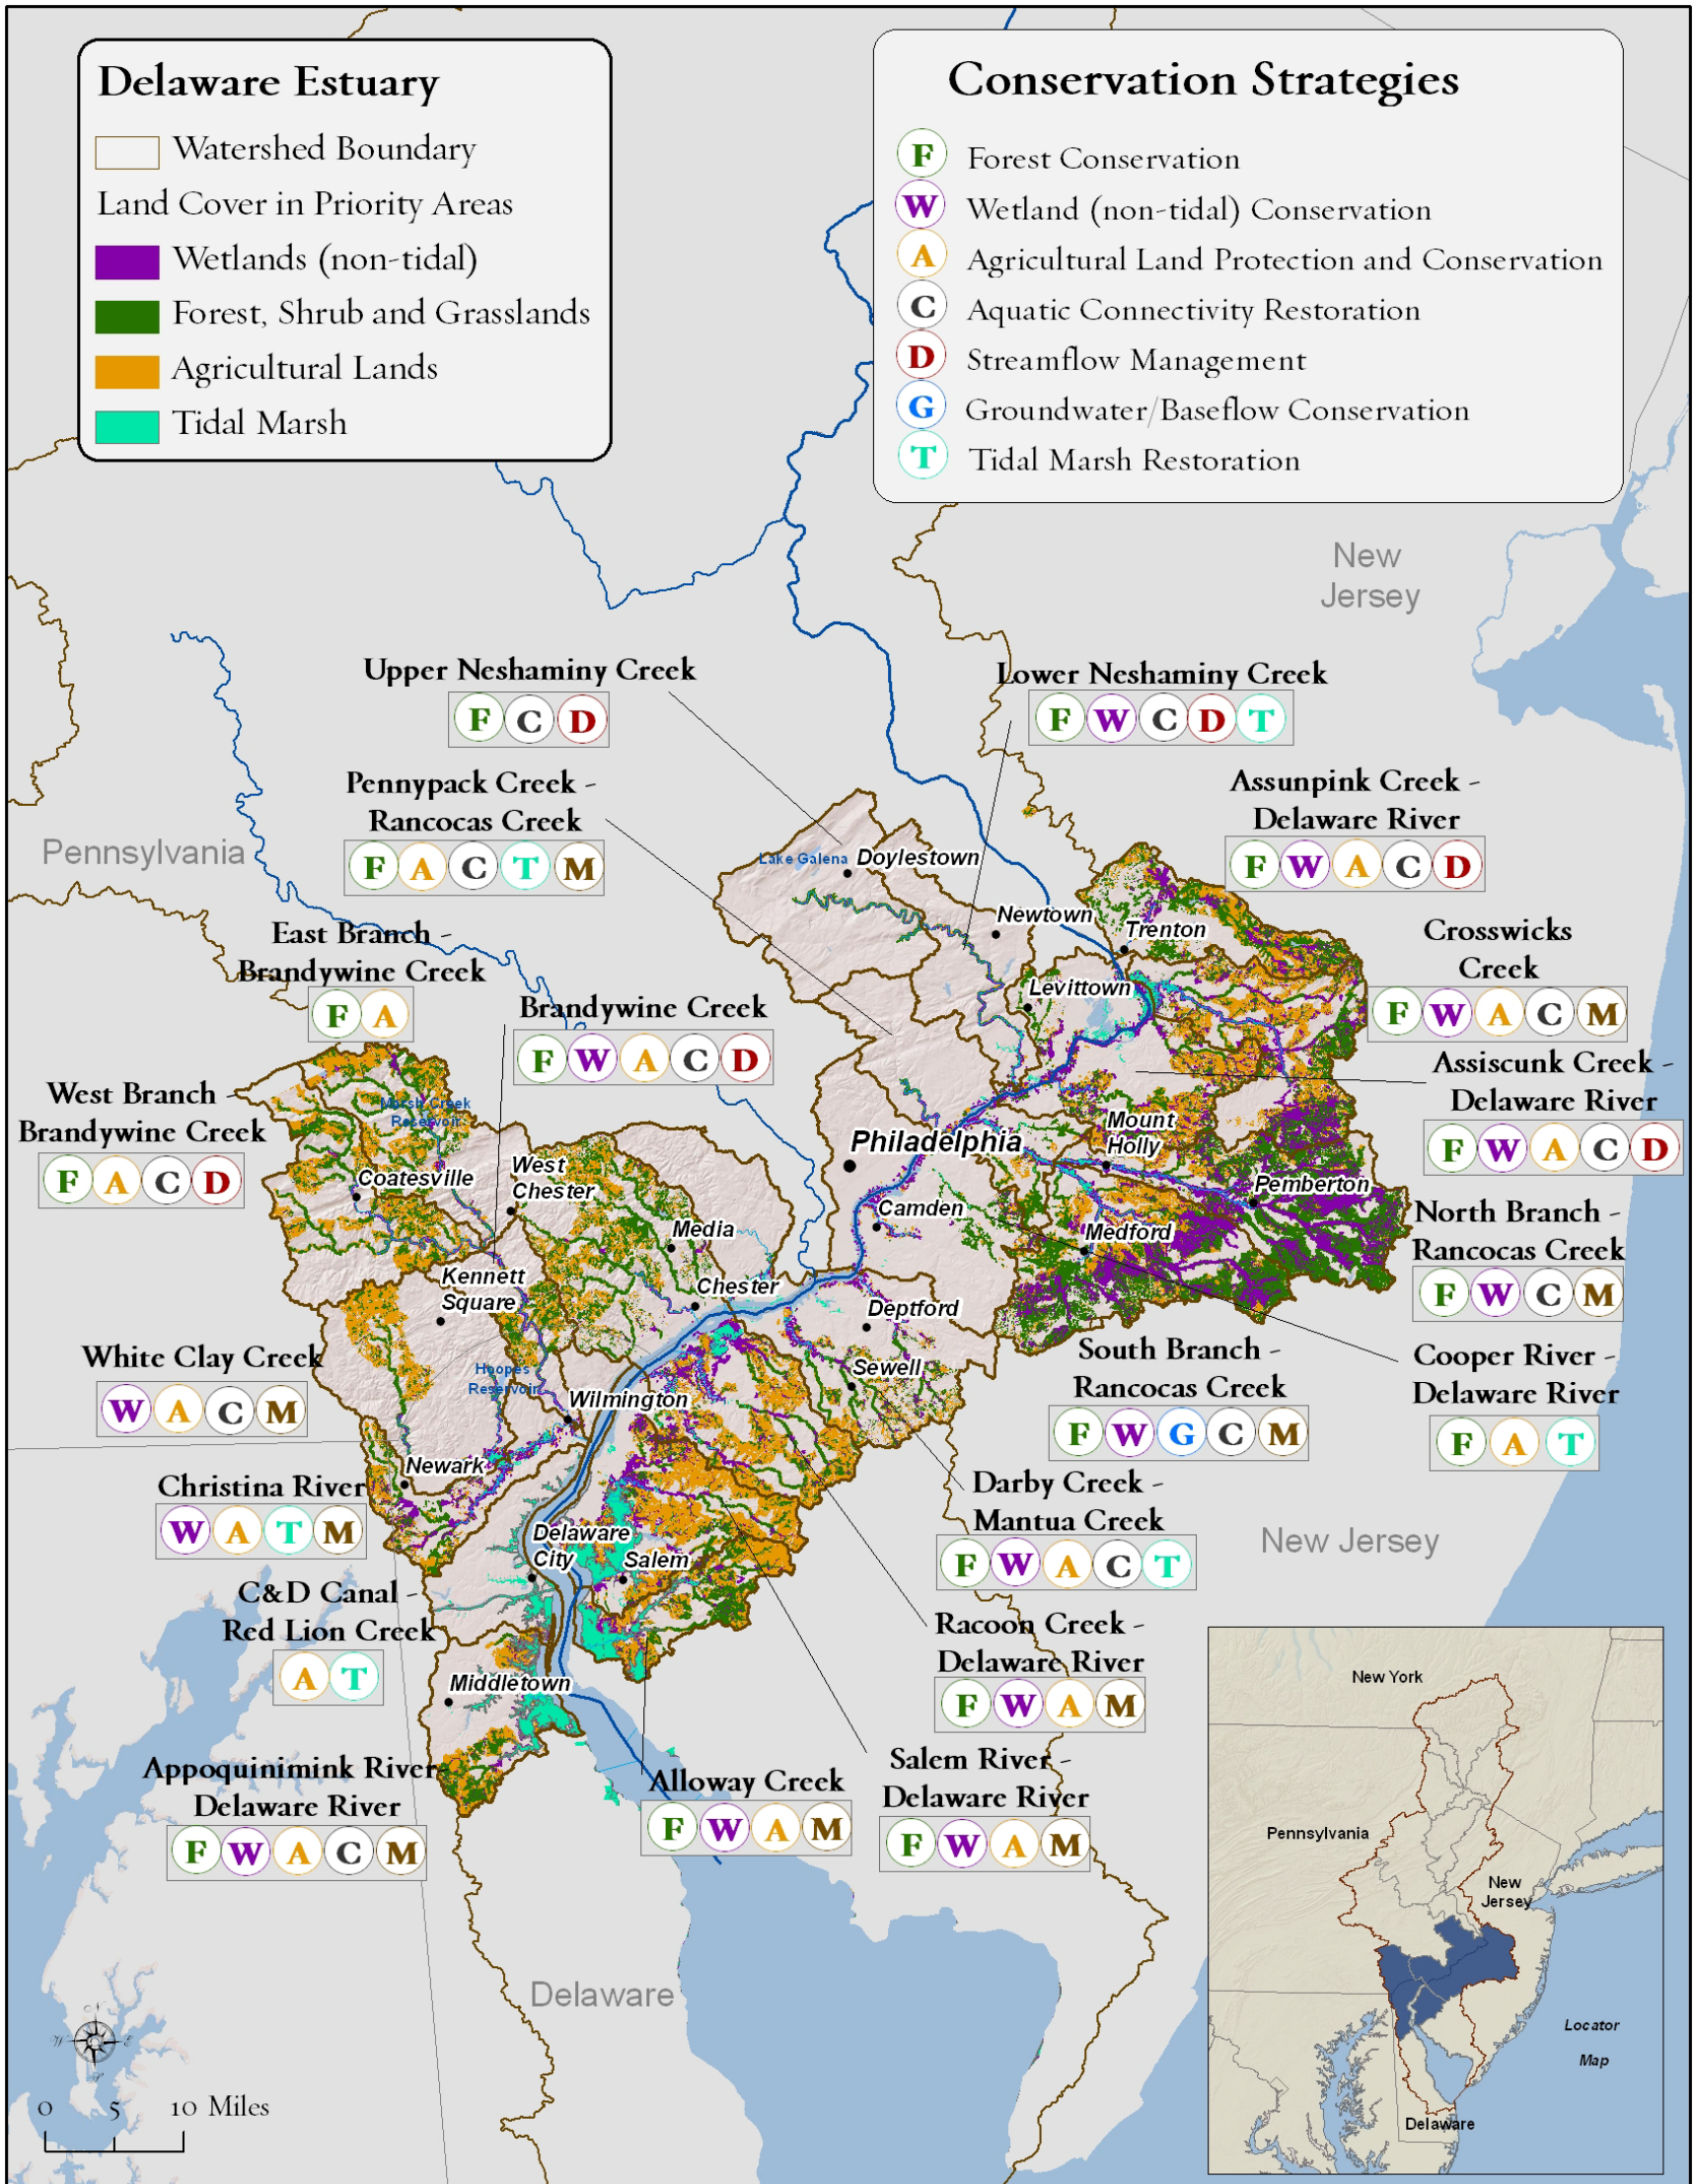 Delaware Estuary
Watershed Boundary
Land Cover in Priority Areas
Wetlands (non-tidal)
Forest, Shrub and Grasslands
Agricultural Lands
Tidal Marsh
Conservation Strategies
F Forest Conservation
W Wetland (non-tidal) Conservation
A Agricultural Land Protection and Conservation
C Aquatic Connectivity Restoration
D Streamflow Management
G Groundwater/Baseflow Conservation
T Tidal Marsh Restoration
New
Jersey
Upper Neshaminy Creek
F C D
Lower Neshaminy Creek
F W C D T
Pennypack Creek -
Rancocas Creek
F A C T M
Assunpink Creek -
Delaware River
F W A C D
Pennsylvania
Lake Galena
Doylestown
Newtown
Trenton
Levittown
East Branch -
Brandywine Creek
F A
Brandywine Creek
F W A C D
Crosswicks
Creek
F W A C M
West Branch -
Brandywine Creek
F A C D
Assiscunk Creek -
Delaware River
F W A C D
Marsh Creek
Reservoir
Mount
Holly
Philadelphia
West
Chester
Coatesville
Pemberton
Camden
Media
Medford
North Branch -
Rancocas Creek
F W C M
Kennett
Square
Chester
Deptford
White Clay Creek
W A C M
Hoopes
Reservoir
Sewell
Wilmington
South Branch -
Rancocas Creek
F W G C M
Cooper River -
Delaware River
F A T
Newark
Christina River
W A T M
Darby Creek -
Mantua Creek
F W A C T
New Jersey
Delaware
City
Salem
C&D Canal -
Red Lion Creek
A T
Racoon Creek -
Delaware River
F W A M
Middletown
Appoquinimink River-
Delaware River
F W A C M
Alloway Creek
F W A M
Salem River -
Delaware River
F W A M
Delaware
0 5 10 Miles
New York
Pennsylvania
New
Jersey
Delaware
Locator
Map